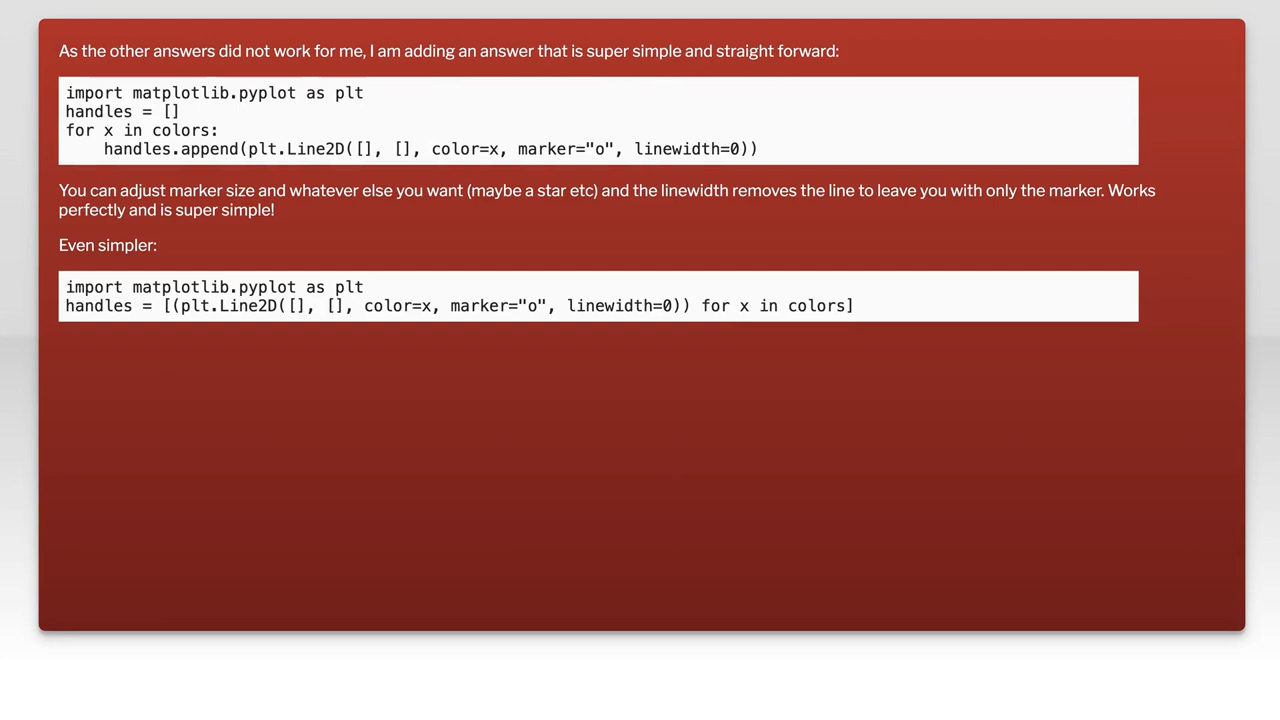 As the other answers did not work for me, I am adding an answer that is super simple and straight forward:
import matplotlib.pyplot as plt
handles = []
for x in colors:
    handles.append(plt.Line2D([], [], color=x, marker="o", linewidth=0))
You can adjust marker size and whatever else you want (maybe a star etc) and the linewidth removes the line to leave you with only the marker. Works
perfectly and is super simple!
Even simpler:
import matplotlib.pyplot as plt
handles = [(plt.Line2D([], [], color=x, marker="o", linewidth=0)) for x in colors]